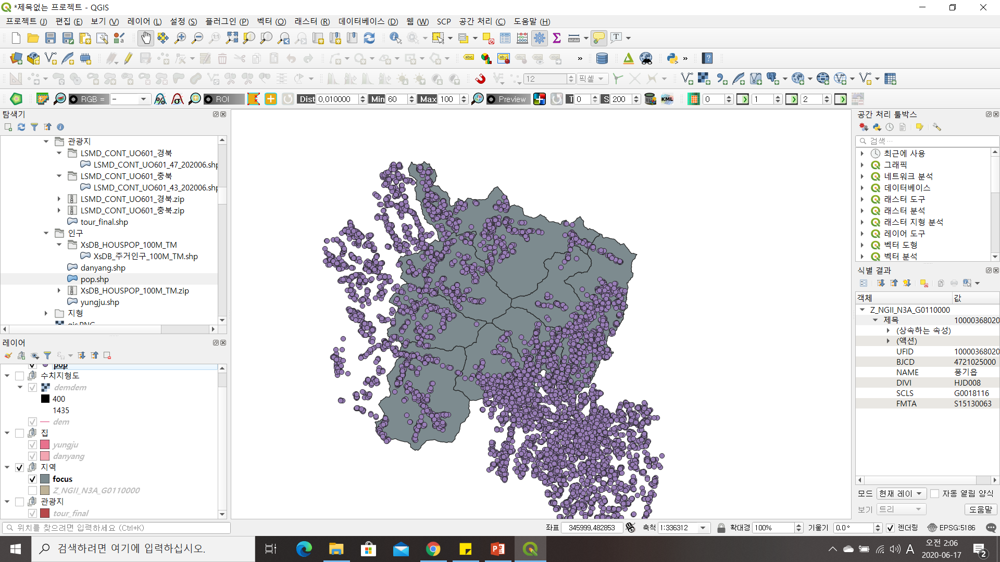 *제목없는 프로젝트 - QGIS
프로젝트 (J) 편집 (E) 보기 (V) 레이어 (L) 설정 (S) 플러그인 (P) 벡터 (O) 래스터 (R) 데이터베이스 (D) 웹 (W) SCP 공간 처리 (C) 도움말 (H)
12 픽셀
RGB = - ROI Dist 0,010000 Min 60 Max 100 Preview T 0 S 200 KML 0 1 2
탐색기
관광지
LSMD_CONT_UO601_경북
LSMD_CONT_UO601_47_202006.shp
LSMD_CONT_UO601_충북
LSMD_CONT_UO601_43_202006.shp
LSMD_CONT_UO601_경북.zip
LSMD_CONT_UO601_충북.zip
tour_final.shp
인구
XsDB_HOUSPOP_100M_TM
XsDB_주거인구_100M_TM.shp
danyang.shp
pop.shp
XsDB_HOUSPOP_100M_TM.zip
yungju.shp
지형
gis.PNG
레이어
pop
수치지형도
demdem
400
1435
dem
집
yungju
danyang
지역
focus
Z_NGII_N3A_G0110000
관광지
tour_final
공간 처리 툴박스
검색…
최근에 사용
그래픽
네트워크 분석
데이터베이스
래스터 도구
래스터 분석
래스터 지형 분석
레이어 도구
벡터 도형
벡터 분석
식별 결과
객체 값
Z_NGII_N3A_G0110000
제목 10000368020
(상속하는 속성)
(액션)
UFID 10000368020
BJCD 4721025000
NAME 풍기읍
DIVI HJD008
SCLS G0018116
FMTA S15130063
모드 현재 레이 자동 열림 양식
보기 트리 도움말
위치를 찾으려면 입력하세요 (Ctrl+K) 좌표 345999,482853 축척 1:336312 확대경 100% 기울기 0.0 ° 렌더링 EPSG:5186
검색하려면 여기에 입력하십시오. A 오전 2:06
2020-06-17 2